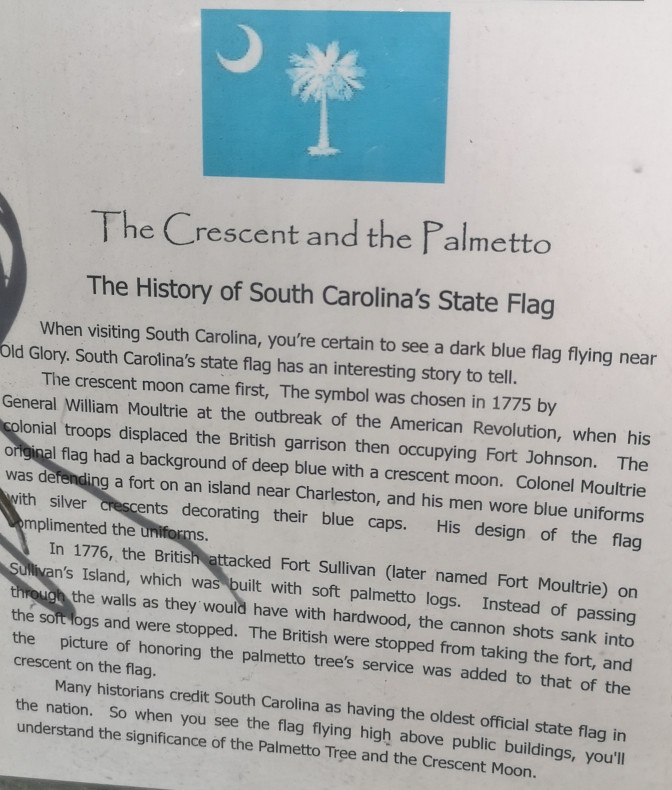 The Crescent and the Palmetto
The History of South Carolina's State Flag
When visiting South Carolina, you're certain to see a dark blue flag flying near
Old Glory. South Carolina's state flag has an interesting story to tell.
The crescent moon came first, The symbol was chosen in 1775 by
General William Moultrie at the outbreak of the American Revolution, when his
colonial troops displaced the British garrison then occupying Fort Johnson. The
original flag had a background of deep blue with a crescent moon. Colonel Moultrie
was defending a fort on an island near Charleston, and his men wore blue uniforms
with silver crescents decorating their blue caps. His design of the flag
complimented the uniforms.
In 1776, the British attacked Fort Sullivan (later named Fort Moultrie) on
Sullivan's Island, which was built with soft palmetto logs. Instead of passing
through the walls as they would have with hardwood, the cannon shots sank into
the soft logs and were stopped. The British were stopped from taking the fort, and
the picture of honoring the palmetto tree's service was added to that of the
crescent on the flag.
Many historians credit South Carolina as having the oldest official state flag in
the nation. So when you see the flag flying high above public buildings, you'll
understand the significance of the Palmetto Tree and the Crescent Moon.